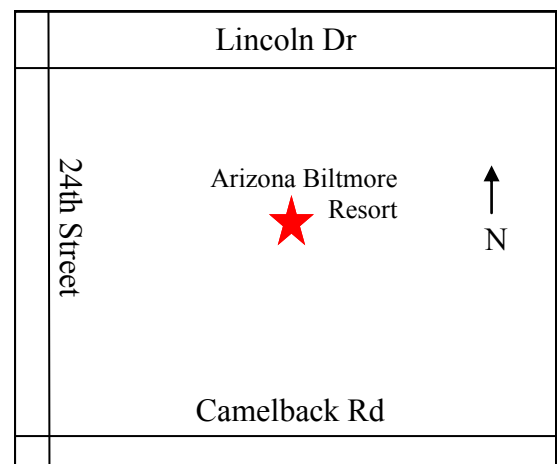 Lincoln Dr
24th Street
Arizona Biltmore
Resort
N
Camelback Rd